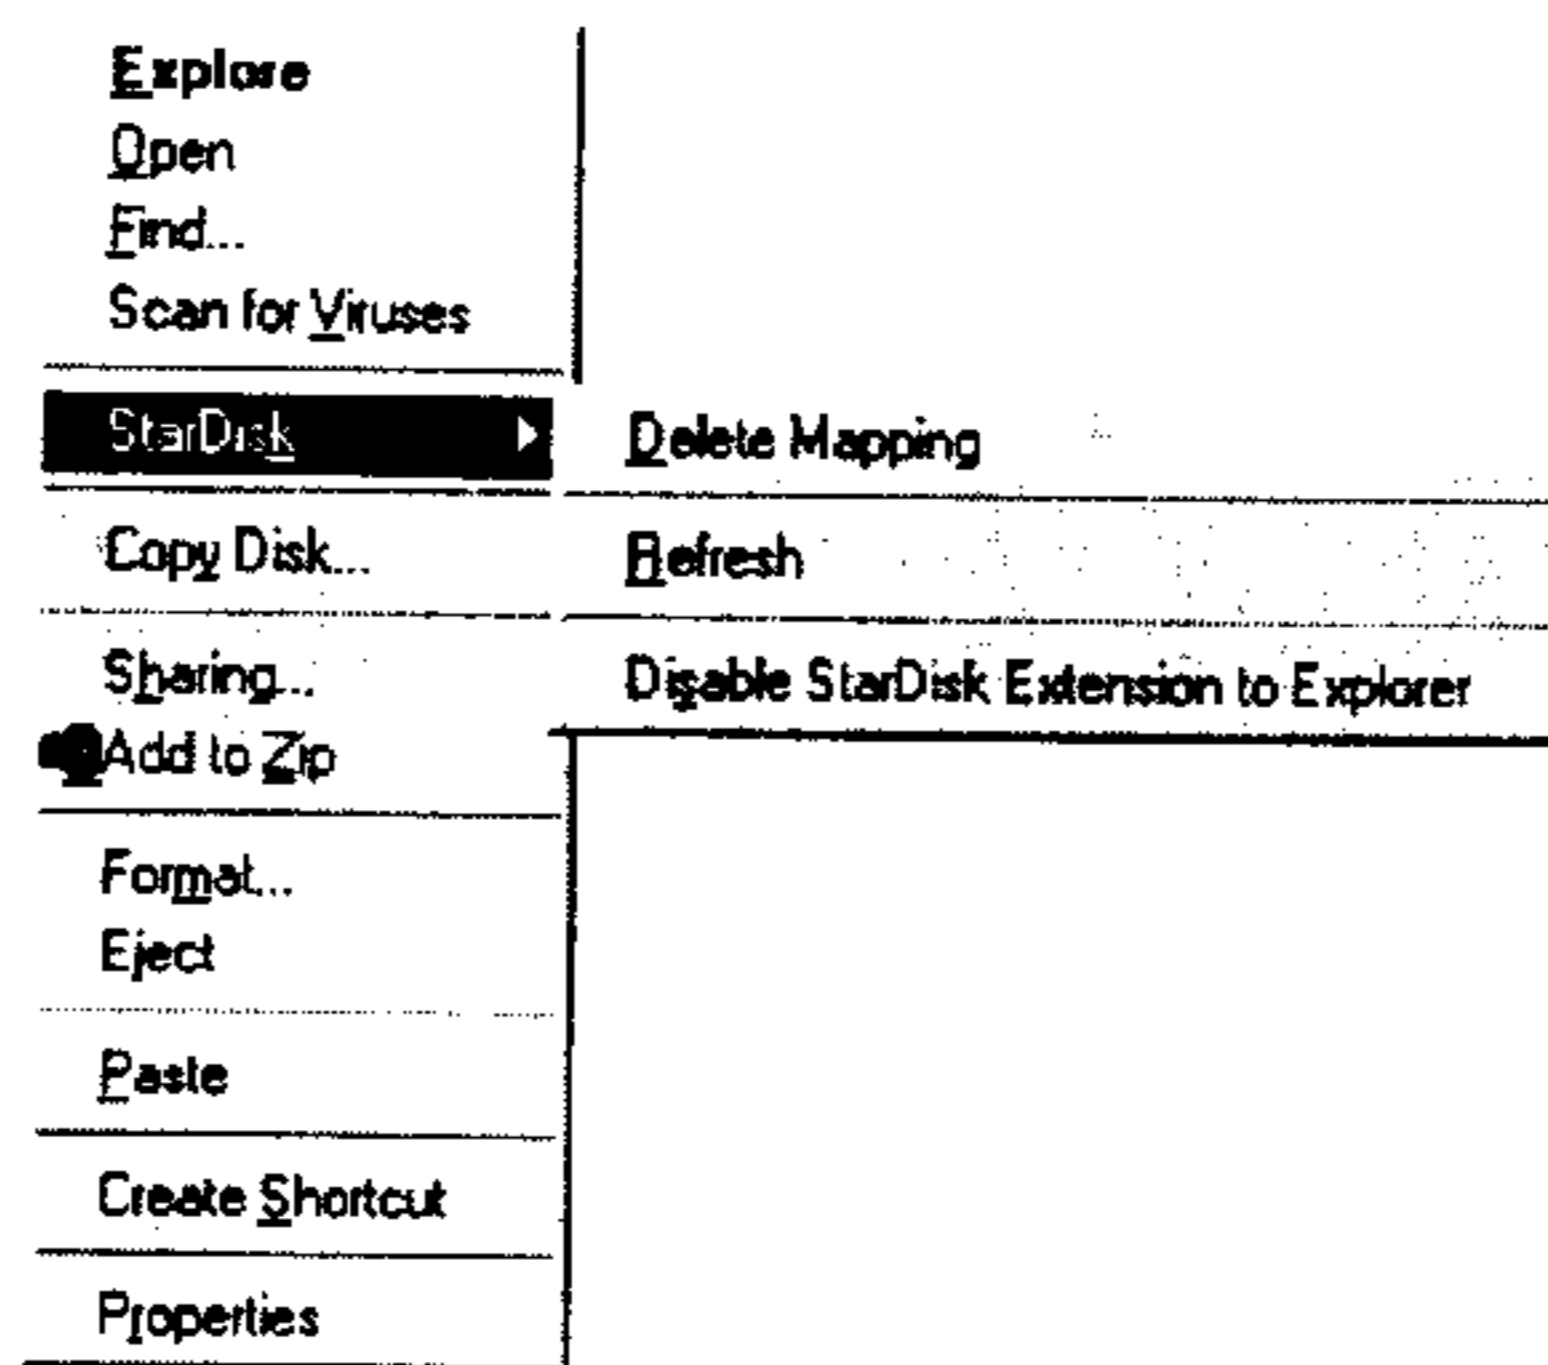 Explore
Open
Find...
Scan for Viruses
StarDisk
Delete Mapping
Copy Disk...
Refresh
Sharing...
Disable StarDisk Extension to Explorer
Add to Zip
Format...
Eject
Paste
Create Shortcut
Properties